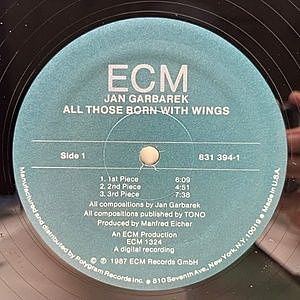 ECM
JAN GARBAREK
ALL THOSE BORN WITH WINGS
Side 1
831 394-1
1. 1st Piece 6:09
2. 2nd Piece 4:51
3. 3rd Piece 7:38
All compositions by Jan Garbarek
All compositions published by TONO
Produced by Manfred Eicher
An ECM Production
ECM 1324
A digital recording
℗ 1987 ECM Records GmbH
Manufactured and distributed by PolyGram Records Inc. • 810 Seventh Ave., New York, N.Y. 10019 • Made in U.S.A.